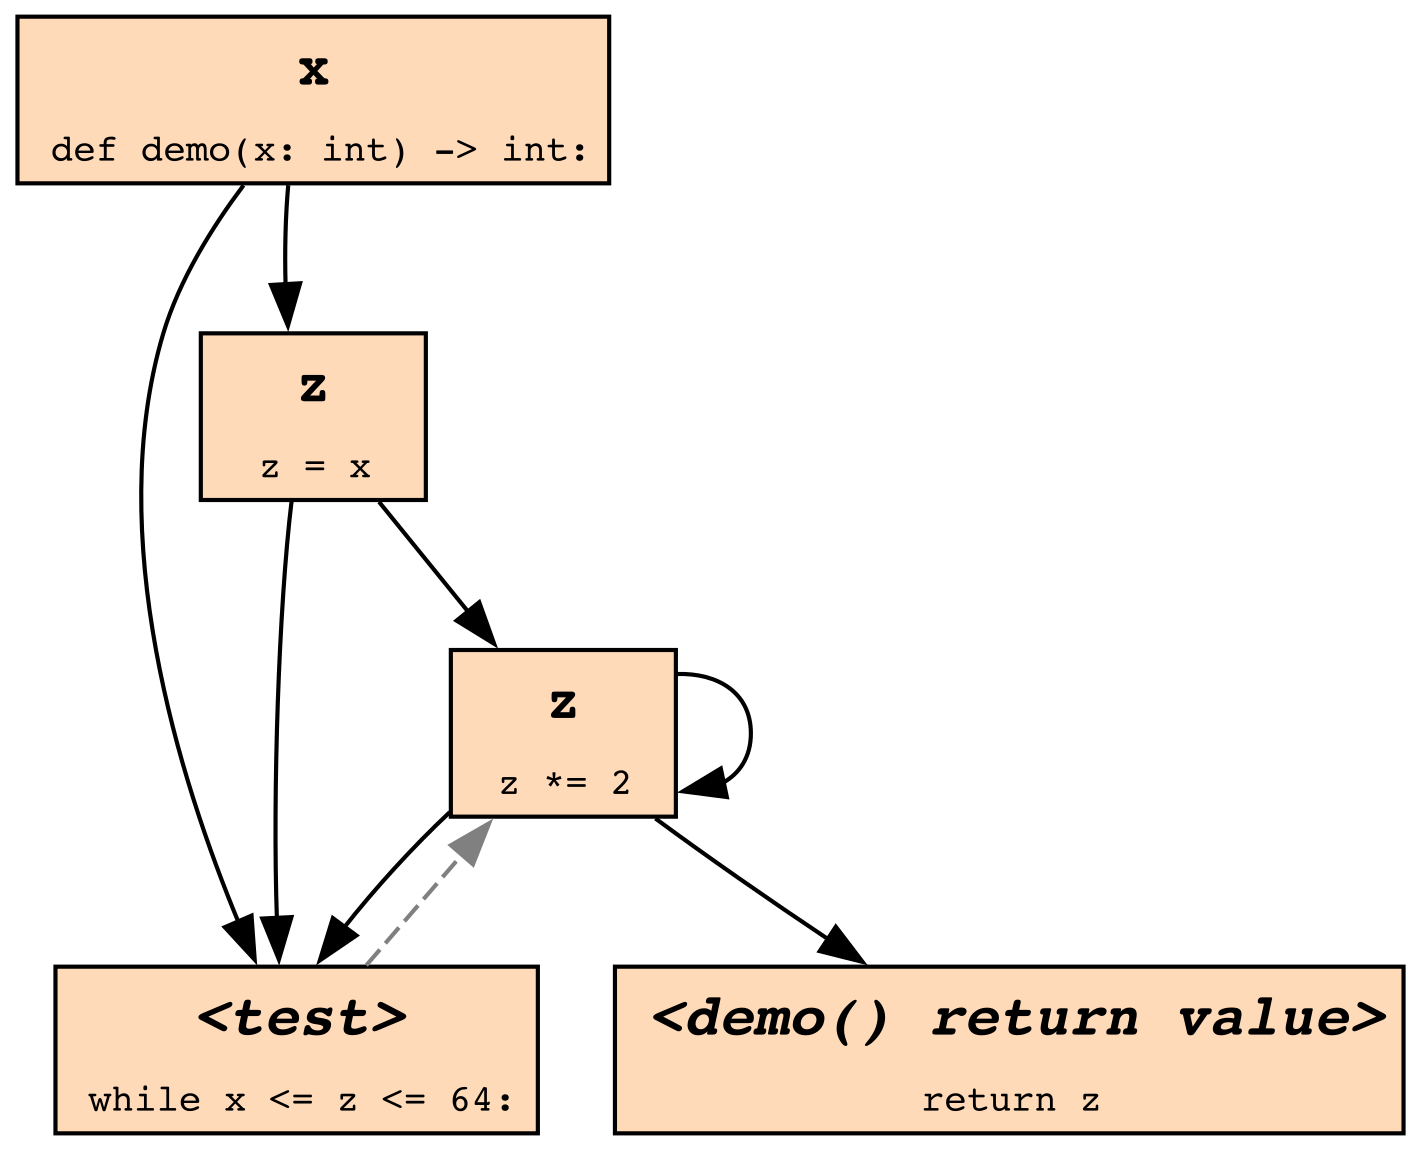 x
def demo(x: int) -> int:
z
z = x
z
z *= 2
<test>
while x <= z <= 64:
<demo() return value>
return z